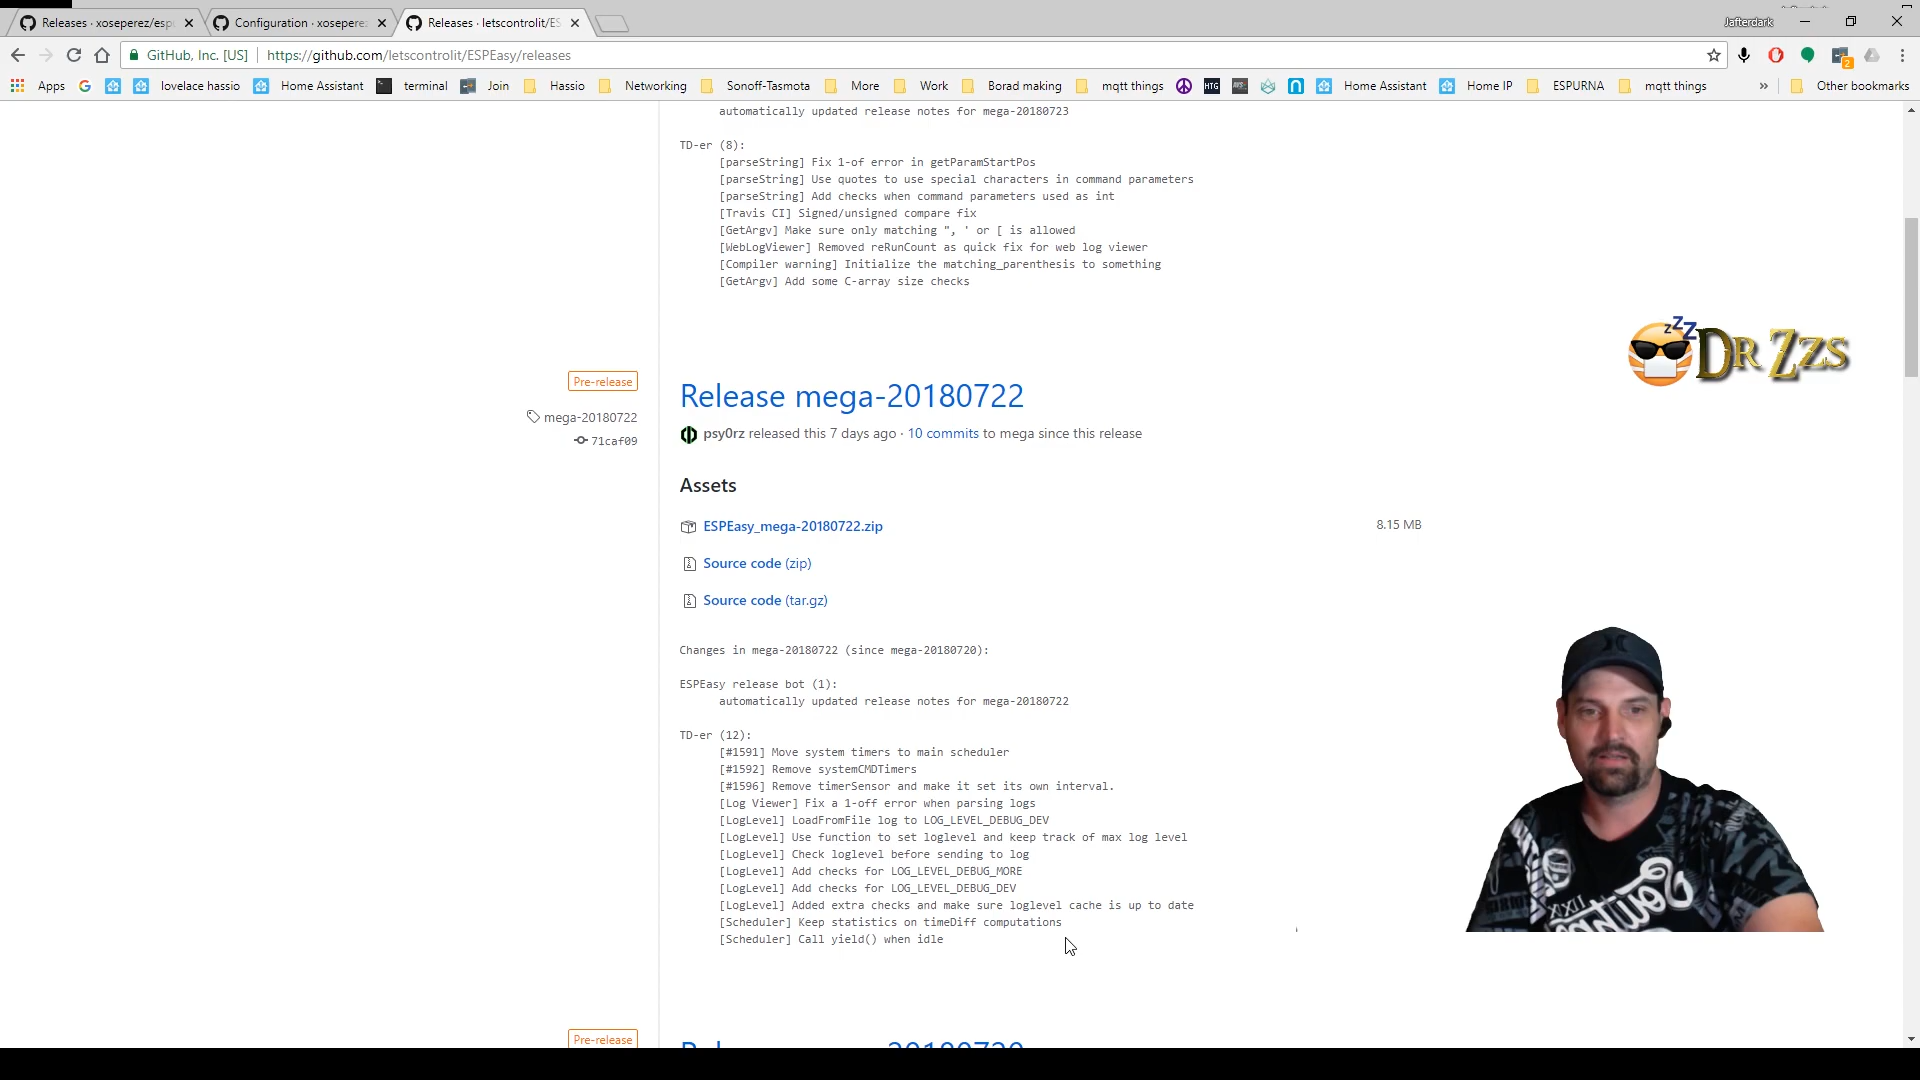 Releases · xoseperez/esp
Configuration · xosepere
Releases · letscontrolit/ES
Jafterdark
GitHub, Inc. [US]
https://github.com/letscontrolit/ESPEasy/releases
2
Apps
lovelace hassio
Home Assistant
terminal
Join
Hassio
Networking
Sonoff-Tasmota
More
Work
Borad making
mqtt things
HTG
Home Assistant
Home IP
ESPURNA
mqtt things
»
Other bookmarks
automatically updated release notes for mega-20180723
TD-er (8):
[parseString] Fix 1-of error in getParamStartPos
[parseString] Use quotes to use special characters in command parameters
[parseString] Add checks when command parameters used as int
[Travis CI] Signed/unsigned compare fix
[GetArgv] Make sure only matching ", ' or [ is allowed
[WebLogViewer] Removed reRunCount as quick fix for web log viewer
[Compiler warning] Initialize the matching_parenthesis to something
[GetArgv] Add some C-array size checks
zzZ DR ZZS
Pre-release
mega-20180722
71caf09
Release mega-20180722
psy0rz released this 7 days ago · 10 commits to mega since this release
Assets
ESPEasy_mega-20180722.zip
8.15 MB
Source code (zip)
Source code (tar.gz)
Changes in mega-20180722 (since mega-20180720):
ESPEasy release bot (1):
automatically updated release notes for mega-20180722
TD-er (12):
[#1591] Move system timers to main scheduler
[#1592] Remove systemCMDTimers
[#1596] Remove timerSensor and make it set its own interval.
[Log Viewer] Fix a 1-off error when parsing logs
[LogLevel] LoadFromFile log to LOG_LEVEL_DEBUG_DEV
[LogLevel] Use function to set loglevel and keep track of max log level
[LogLevel] Check loglevel before sending to log
[LogLevel] Add checks for LOG_LEVEL_DEBUG_MORE
[LogLevel] Add checks for LOG_LEVEL_DEBUG_DEV
[LogLevel] Added extra checks and make sure loglevel cache is up to date
[Scheduler] Keep statistics on timeDiff computations
[Scheduler] Call yield() when idle
Pre-release